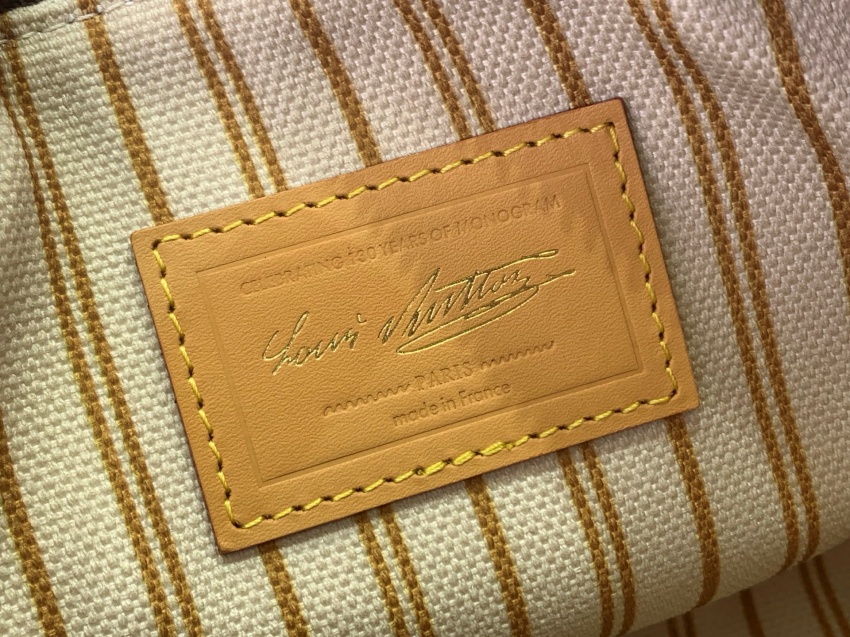 CELEBRATING 130 YEARS OF MONOGRAM
Louis Vuitton
PARIS
made in France